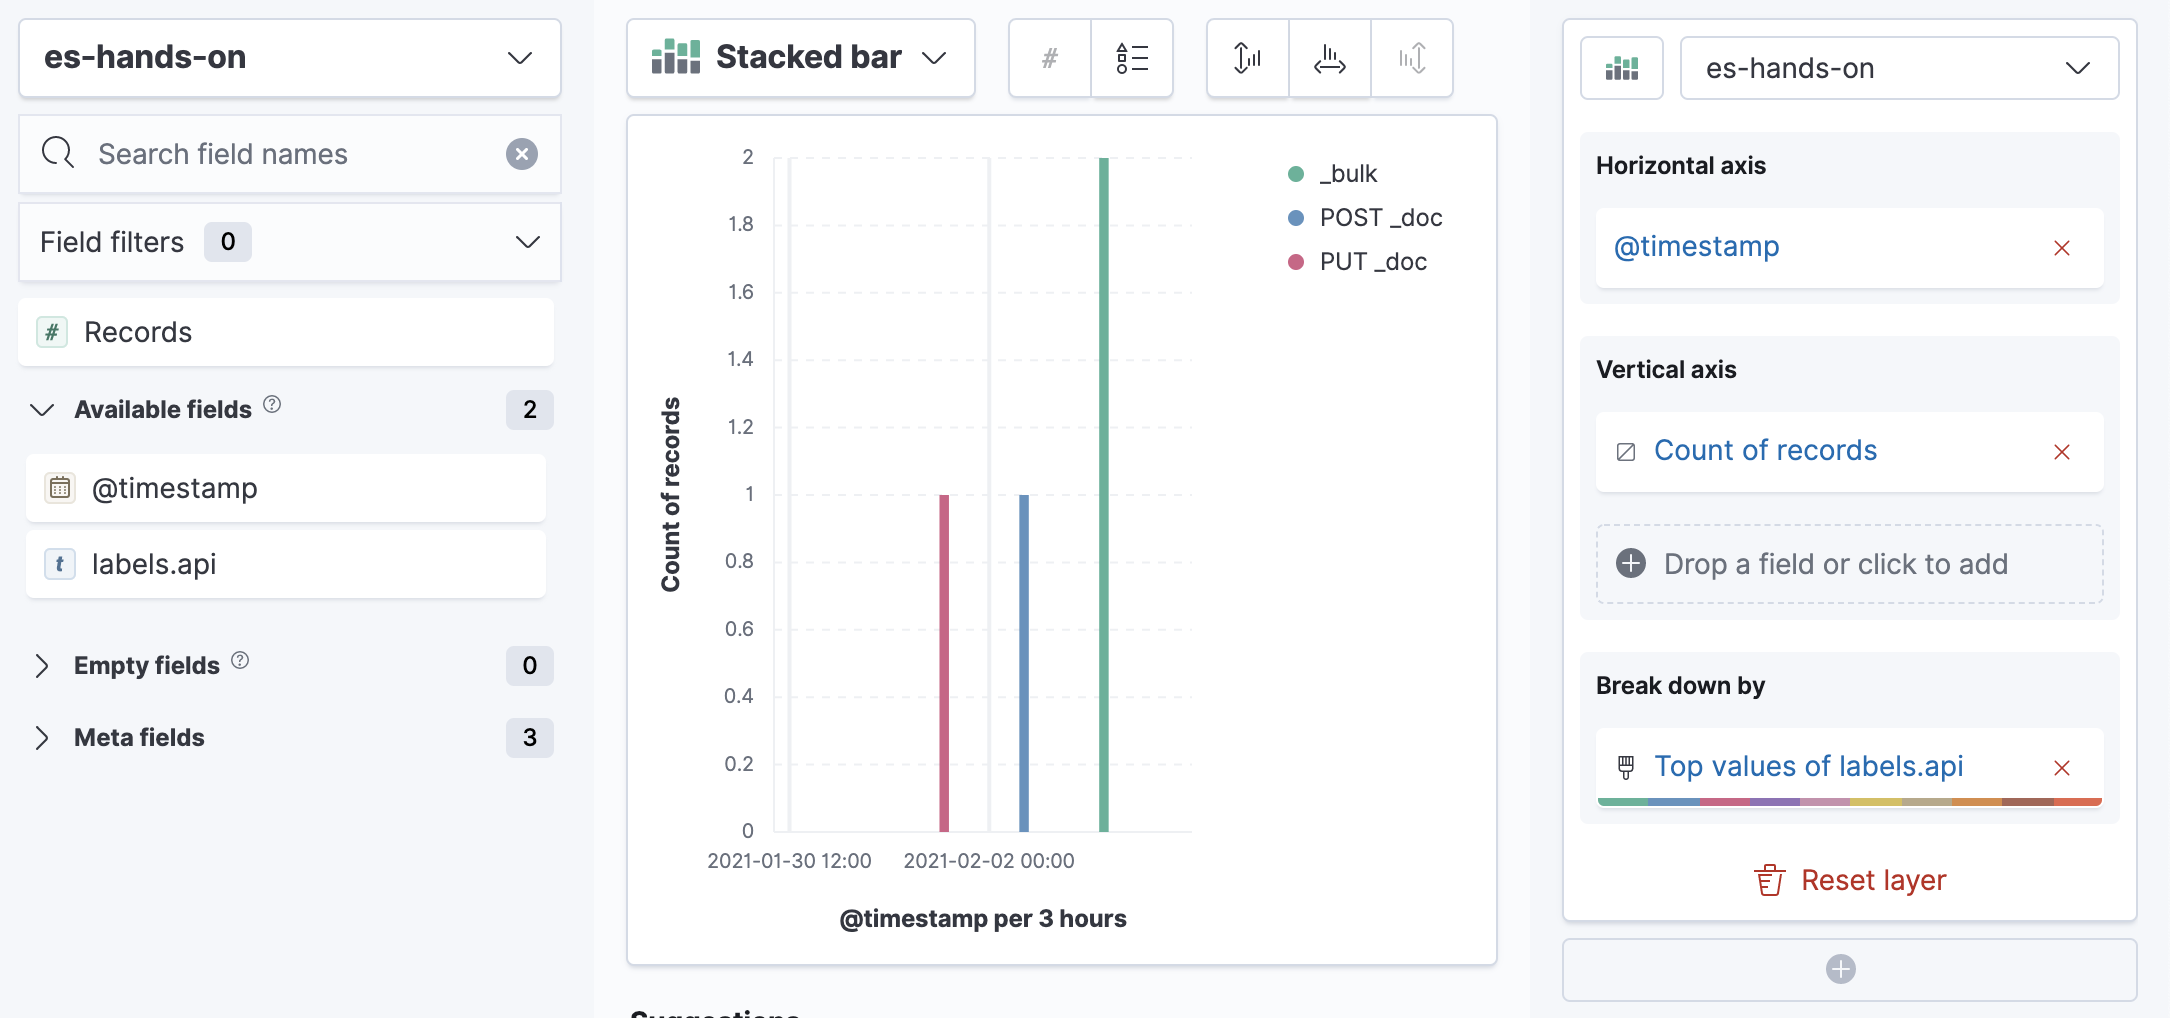 es-hands-on
Search field names
Field filters 0
# Records
Available fields ? 2
@timestamp
t labels.api
Empty fields ? 0
Meta fields 3
Stacked bar
#
2
1.8
1.6
1.4
1.2
1
0.8
0.6
0.4
0.2
0
Count of records
2021-01-30 12:00 2021-02-02 00:00
@timestamp per 3 hours
_bulk
POST _doc
PUT _doc
Suggestions
es-hands-on
Horizontal axis
@timestamp
Vertical axis
Count of records
Drop a field or click to add
Break down by
Top values of labels.api
Reset layer